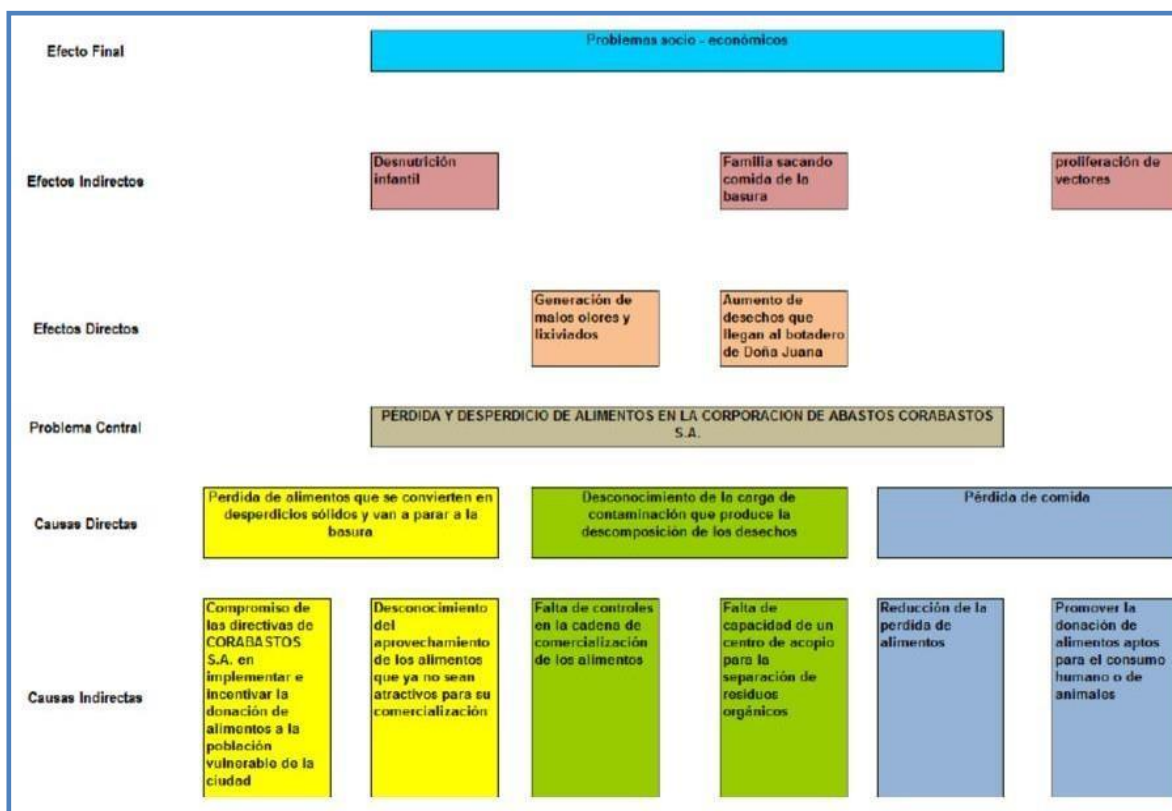 Efecto Final
Problemas socio - económicos
Efectos Indirectos
Desnutrición
infantil
Familia sacando
comida de la
basura
proliferación de
vectores
Efectos Directos
Generación de
malos olores y
lixiviados
Aumento de
desechos que
llegan al botadero
de Doña Juana
Problema Central
PÉRDIDA Y DESPERDICIO DE ALIMENTOS EN LA CORPORACION DE ABASTOS CORABASTOS
S.A.
Causas Directas
Perdida de alimentos que se convierten en
desperdicios sólidos y van a parar a la
basura
Desconocimiento de la carga de
contaminación que produce la
descomposición de los desechos
Pérdida de comida
Causas Indirectas
Compromiso de
las directivas de
CORABASTOS
S.A. en
implementar e
incentivar la
donación de
alimentos a la
población
vulnerable de la
ciudad
Desconocimiento
del
aprovechamiento
de los alimentos
que ya no sean
atractivos para su
comercialización
Falta de controles
en la cadena de
comercialización
de los alimentos
Falta de
capacidad de un
centro de acopio
para la
separación de
residuos
orgánicos
Reducción de la
perdida de
alimentos
Promover la
donación de
alimentos aptos
para el consumo
humano o de
animales